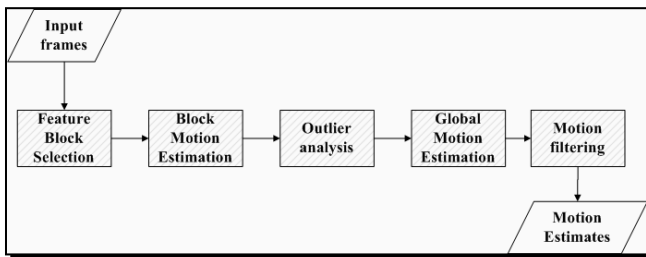 Input
frames
Feature
Block
Selection
Block
Motion
Estimation
Outlier
analysis
Global
Motion
Estimation
Motion
filtering
Motion
Estimates